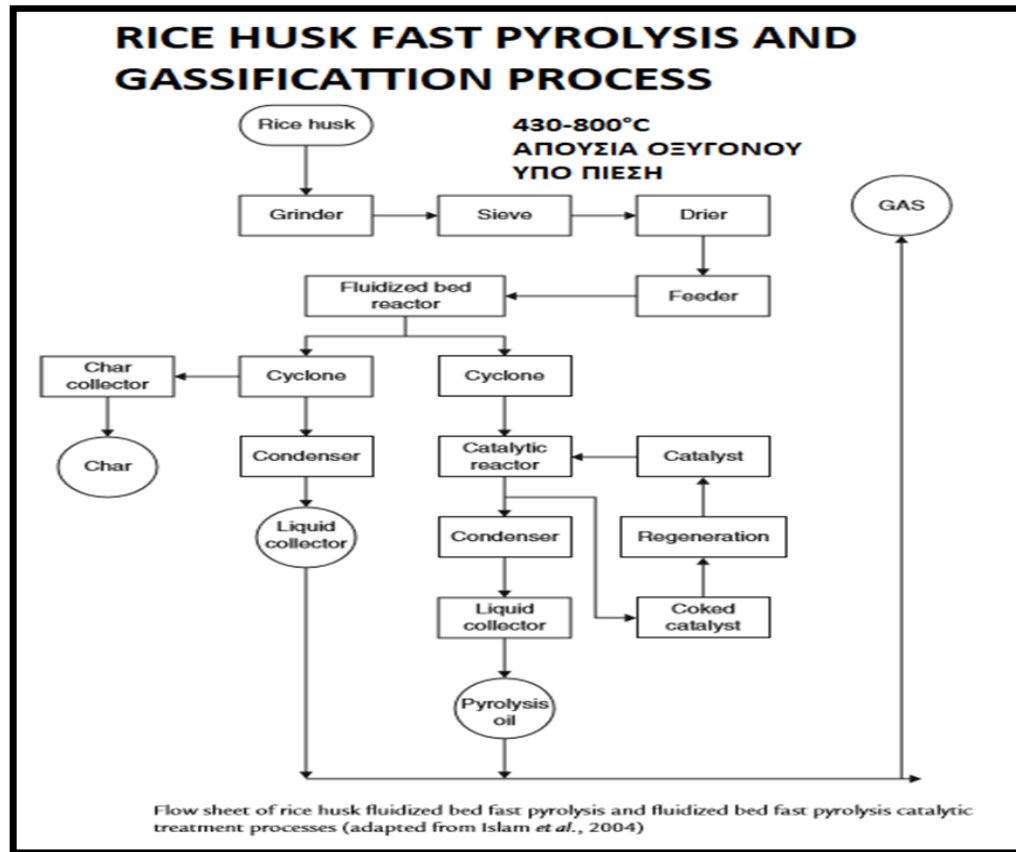 RICE HUSK FAST PYROLYSIS AND
GASSIFICATTION PROCESS
430-800°C
ΑΠΟΥΣΙΑ ΟΞΥΓΟΝΟΥ
ΥΠΟ ΠΙΕΣΗ
Rice husk
GAS
Grinder
Sieve
Drier
Fluidized bed
reactor
Feeder
Char
collector
Cyclone
Cyclone
Char
Condenser
Catalytic
reactor
Catalyst
Liquid
collector
Condenser
Regeneration
Liquid
collector
Coked
catalyst
Pyrolysis
oil
Flow sheet of rice husk fluidized bed fast pyrolysis and fluidized bed fast pyrolysis catalytic
treatment processes (adapted from Islam et al., 2004)